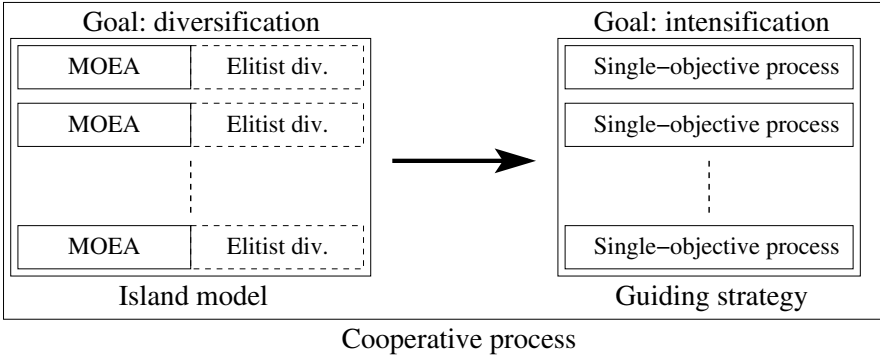 Goal: diversification
Goal: intensification
MOEA
Elitist div.
Single−objective process
MOEA
Elitist div.
Single−objective process
MOEA
Elitist div.
Single−objective process
Island model
Guiding strategy
Cooperative process